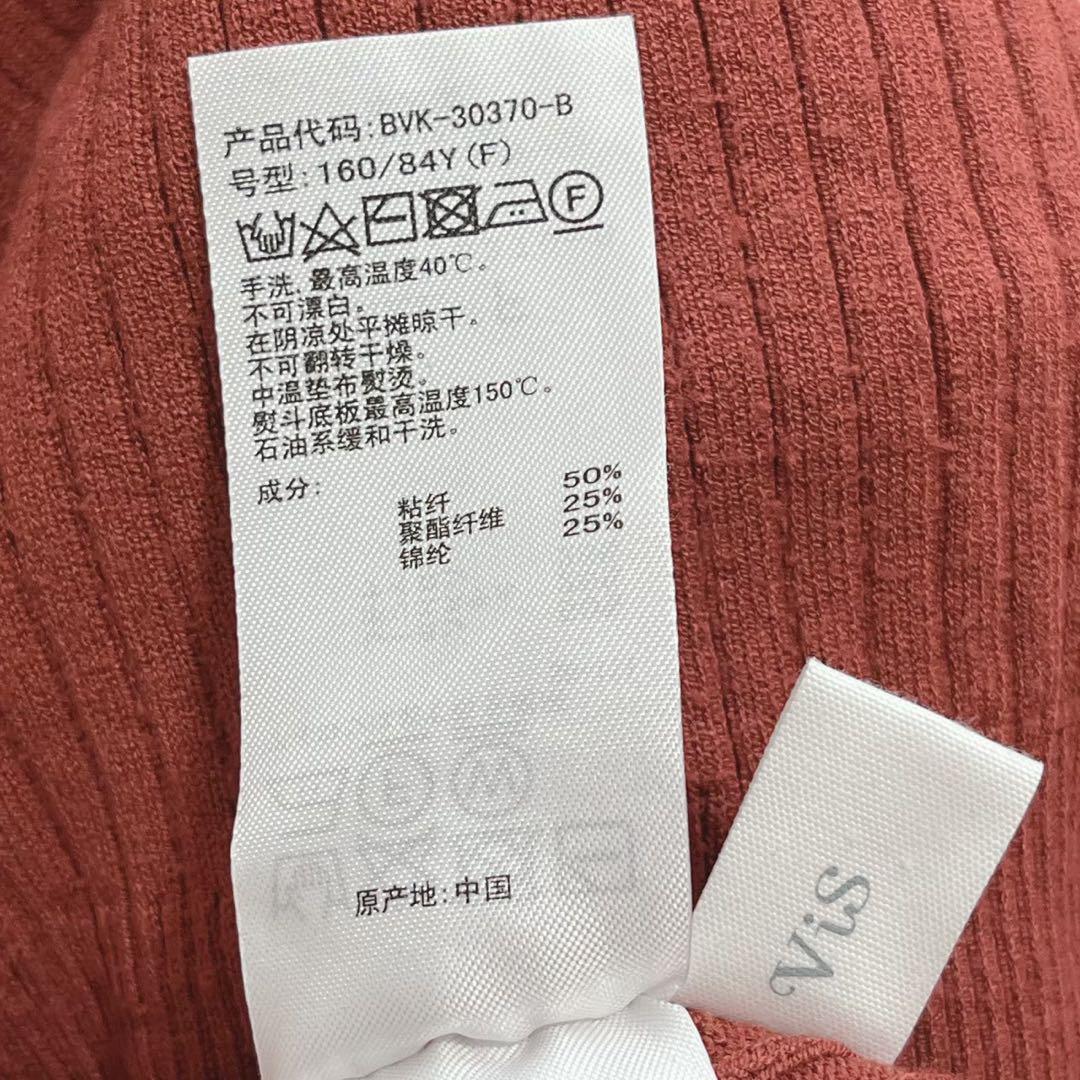 产品代码:BVK-30370-B
号型:160/84Y(F)
F
手洗,最高温度40℃。
不可漂白。
在阴凉处平摊晾干。
不可翻转干燥。
中温垫布熨烫。
熨斗底板最高温度150℃。
石油系缓和干洗。
成分:
粘纤 50%
聚酯纤维 25%
锦纶 25%
原产地:中国
ViS